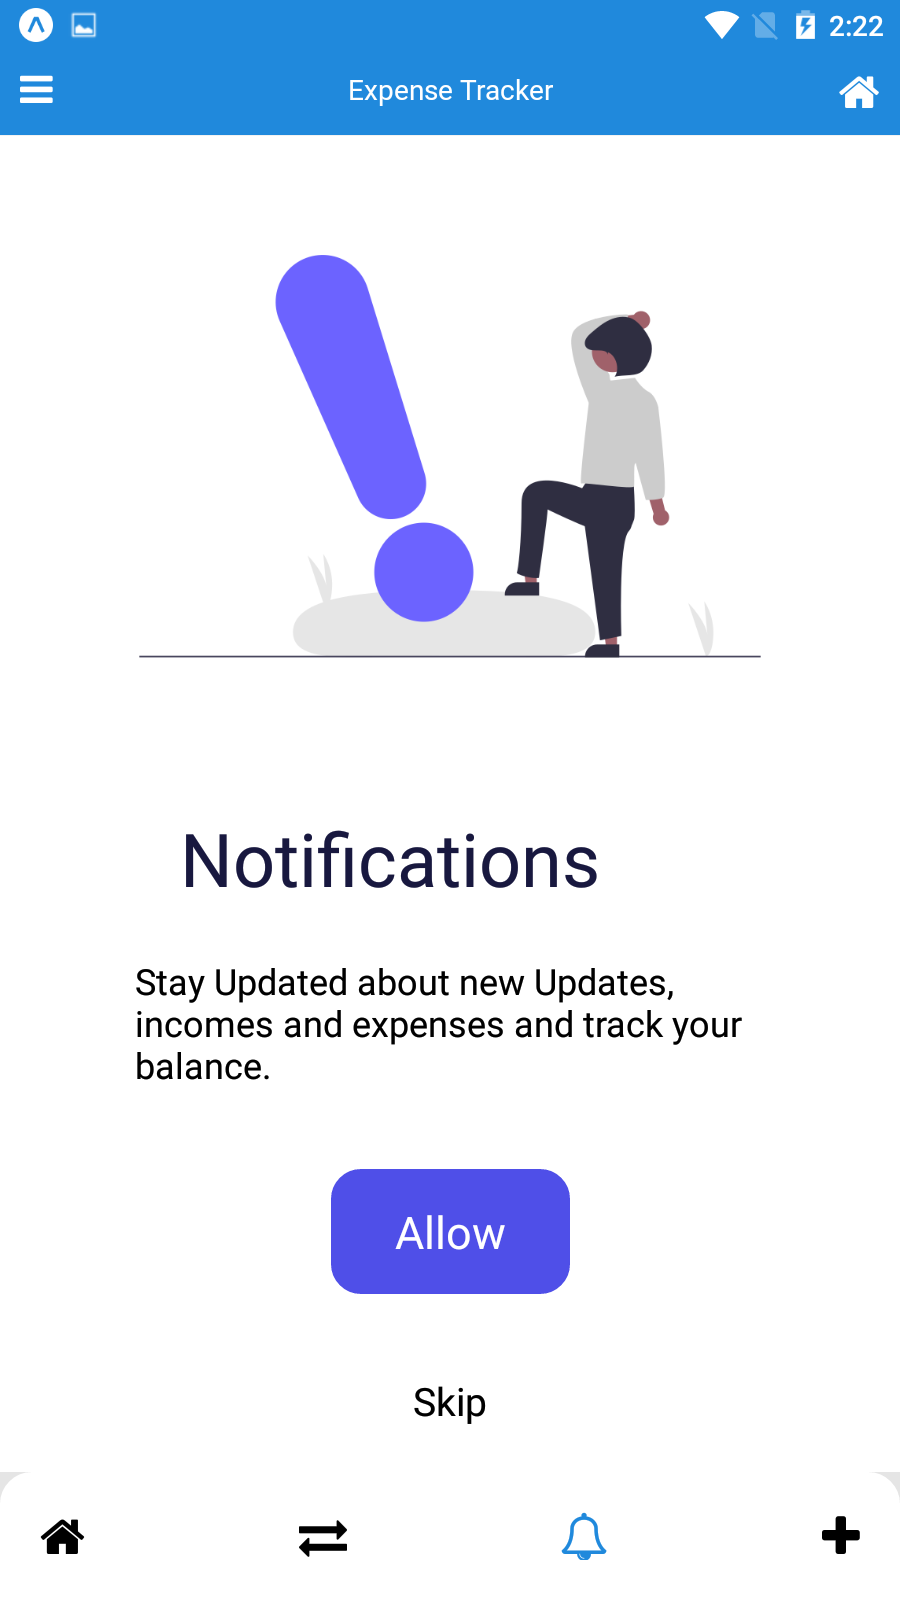 2:22
Expense Tracker
Notifications
Stay Updated about new Updates,
incomes and expenses and track your
balance.
Allow
Skip